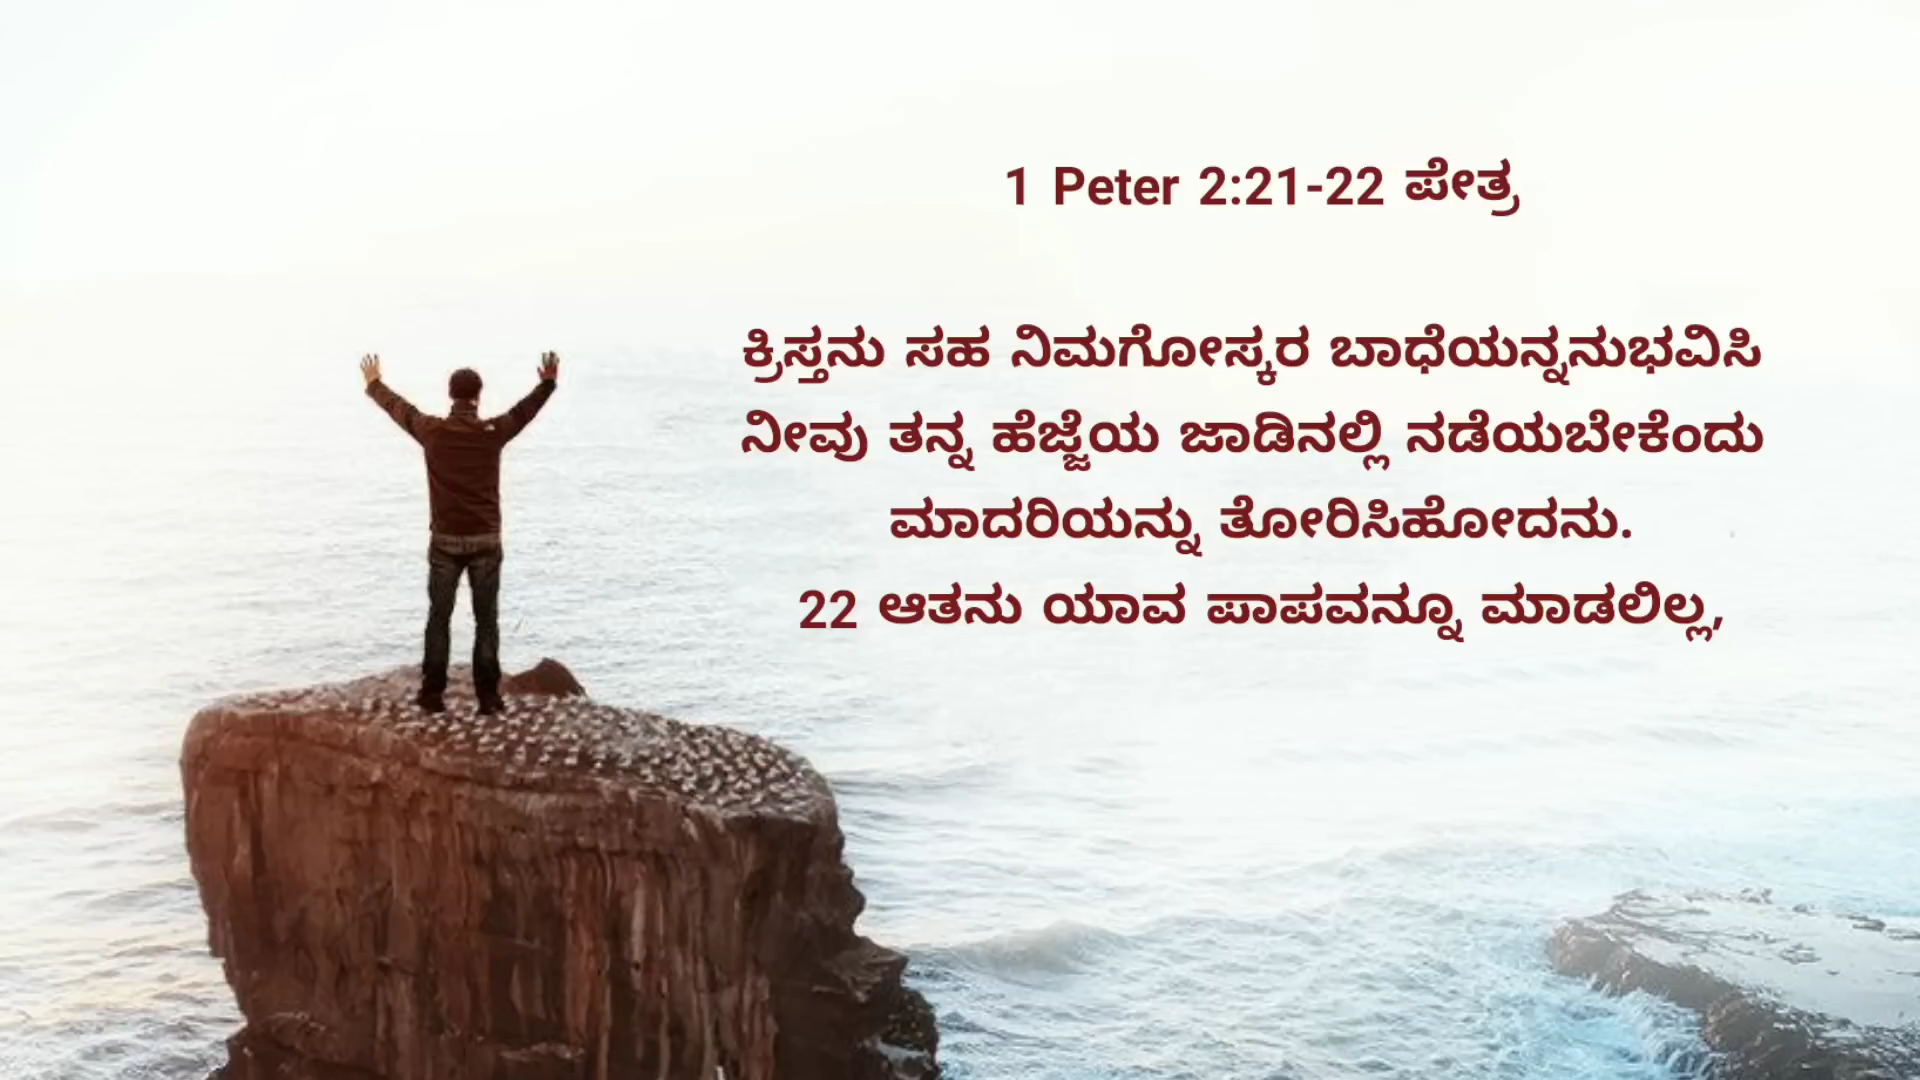 1 Peter 2:21-22 ಪೇತ್ರ
ಕ್ರಿಸ್ತನು ಸಹ ನಿಮಗೋಸ್ಕರ ಬಾಧೆಯನ್ನನುಭವಿಸಿ
ನೀವು ತನ್ನ ಹೆಜ್ಜೆಯ ಜಾಡಿನಲ್ಲಿ ನಡೆಯಬೇಕೆಂದು
ಮಾದರಿಯನ್ನು ತೋರಿಸಿಹೋದನು.
22 ಆತನು ಯಾವ ಪಾಪವನ್ನೂ ಮಾಡಲಿಲ್ಲ,